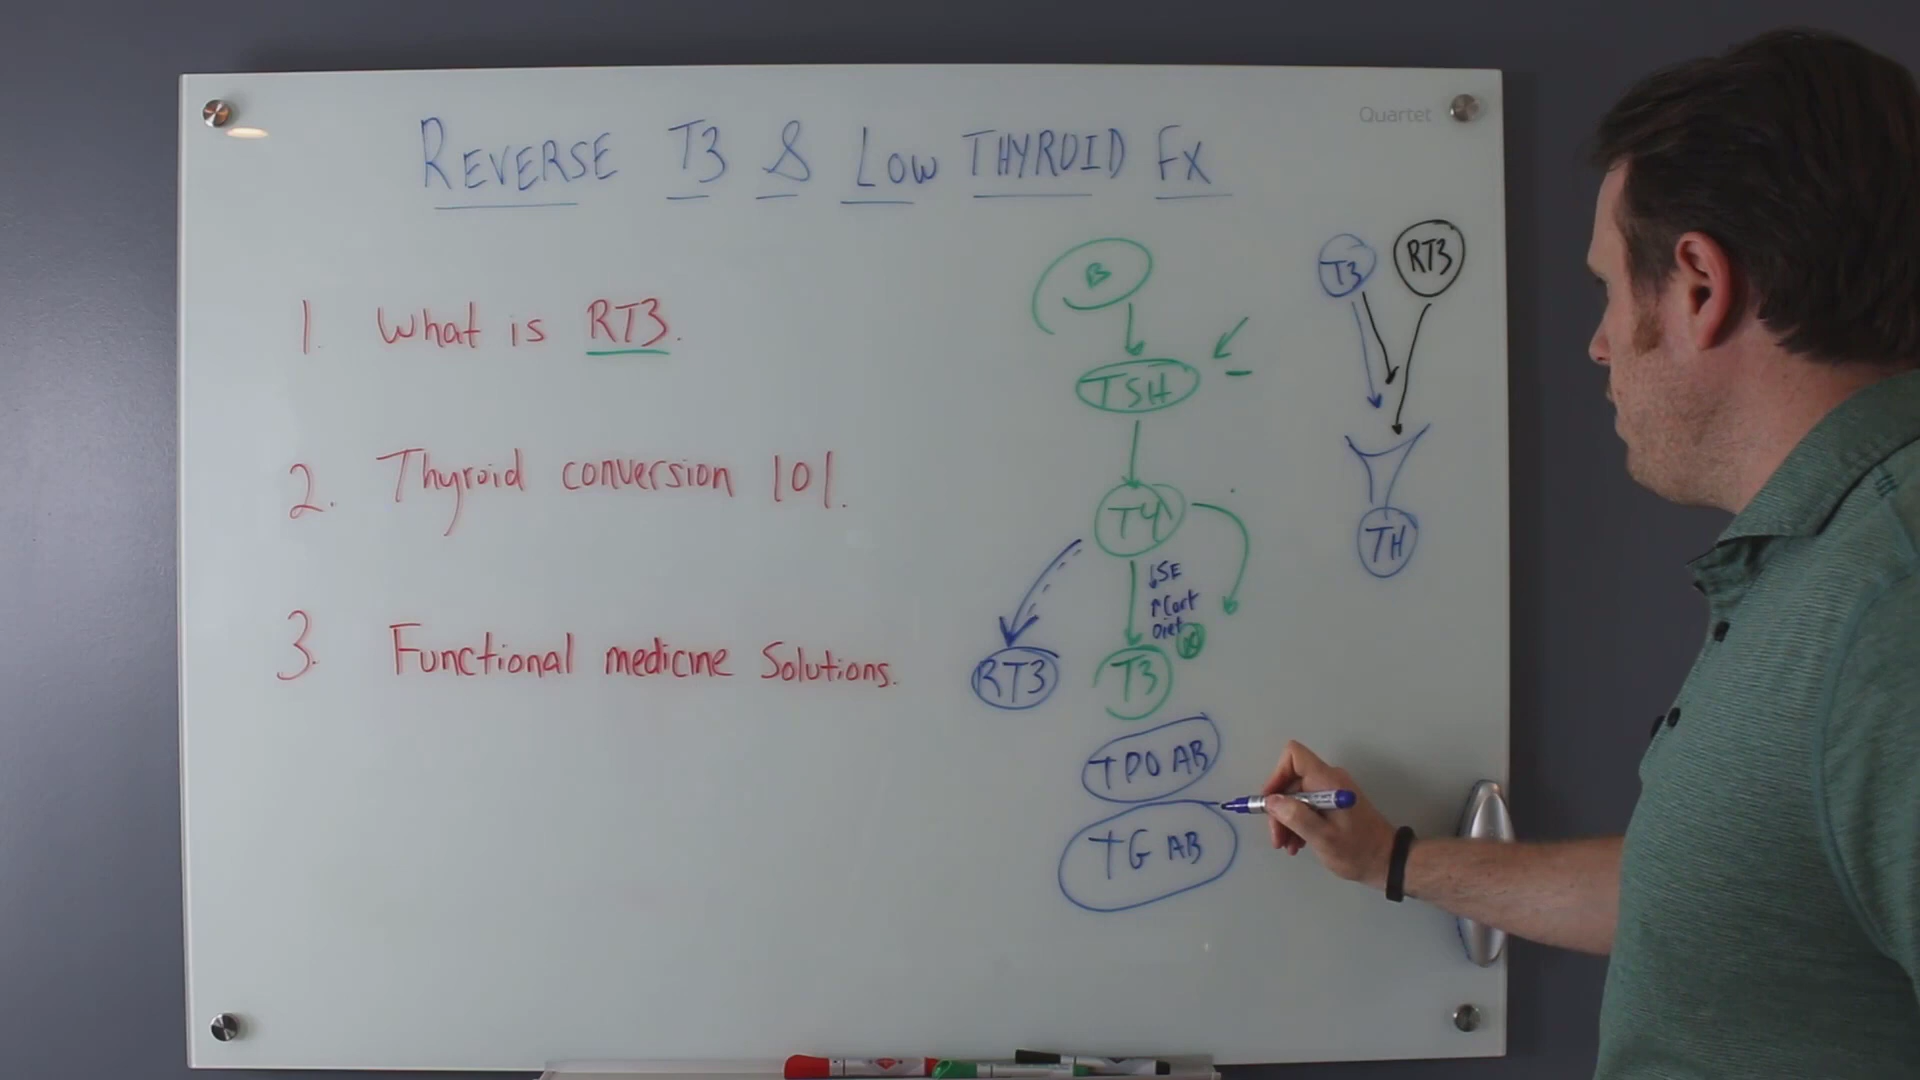 Quartet
REVERSE T3 & LOW THYROID FX
1. What is RT3.
2. Thyroid conversion 101.
3. Functional medicine Solutions.
B
TSH
T4
↓SE
↑Cort
Diet
RT3
T3
TPO AB
TG AB
T3
RT3
TH